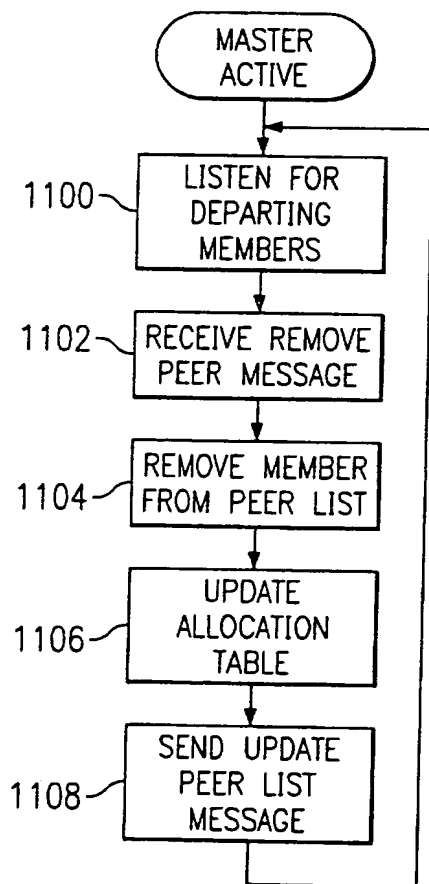 MASTER
ACTIVE
1100
LISTEN FOR
DEPARTING
MEMBERS
1102
RECEIVE REMOVE
PEER MESSAGE
1104
REMOVE MEMBER
FROM PEER LIST
1106
UPDATE
ALLOCATION
TABLE
1108
SEND UPDATE
PEER LIST
MESSAGE